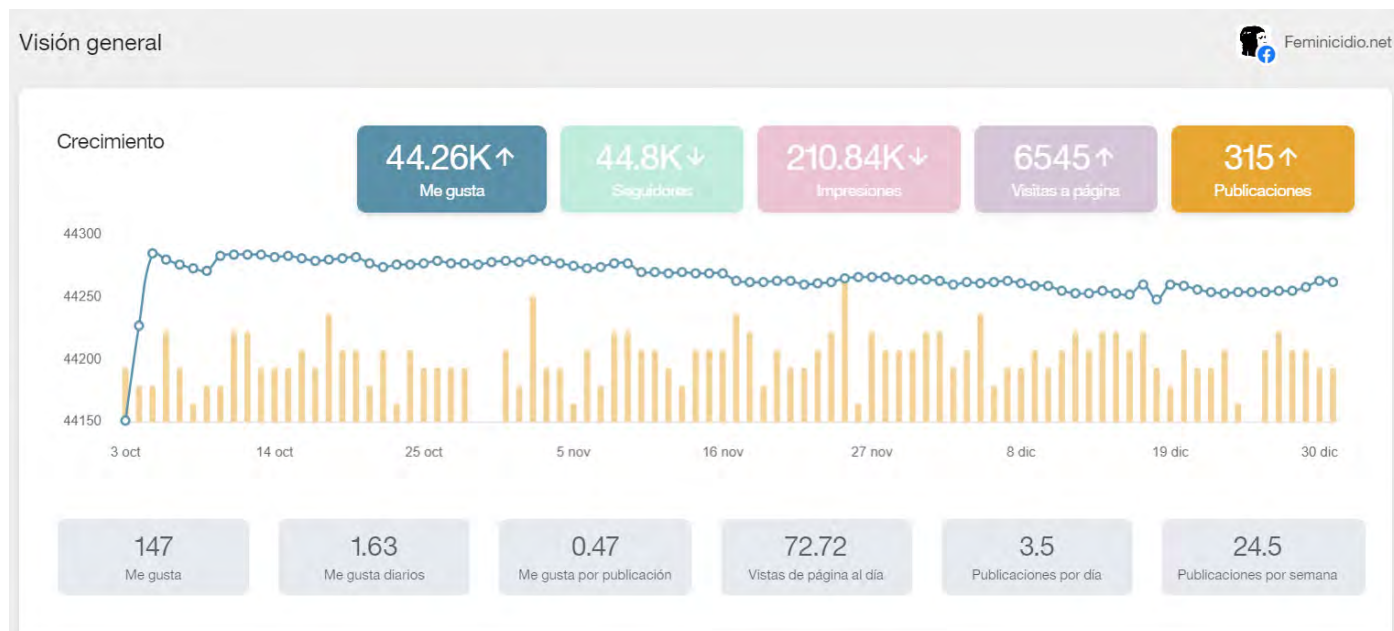 Visión general
Feminicidio.net
Crecimiento
44.26K↑
Me gusta
44.8K↓
Seguidores
210.84K↓
Impresiones
6545↑
Visitas a página
315↑
Publicaciones
44300
44250
44200
44150
3 oct
14 oct
25 oct
5 nov
16 nov
27 nov
8 dic
19 dic
30 dic
147
Me gusta
1.63
Me gusta diarios
0.47
Me gusta por publicación
72.72
Vistas de página al día
3.5
Publicaciones por día
24.5
Publicaciones por semana